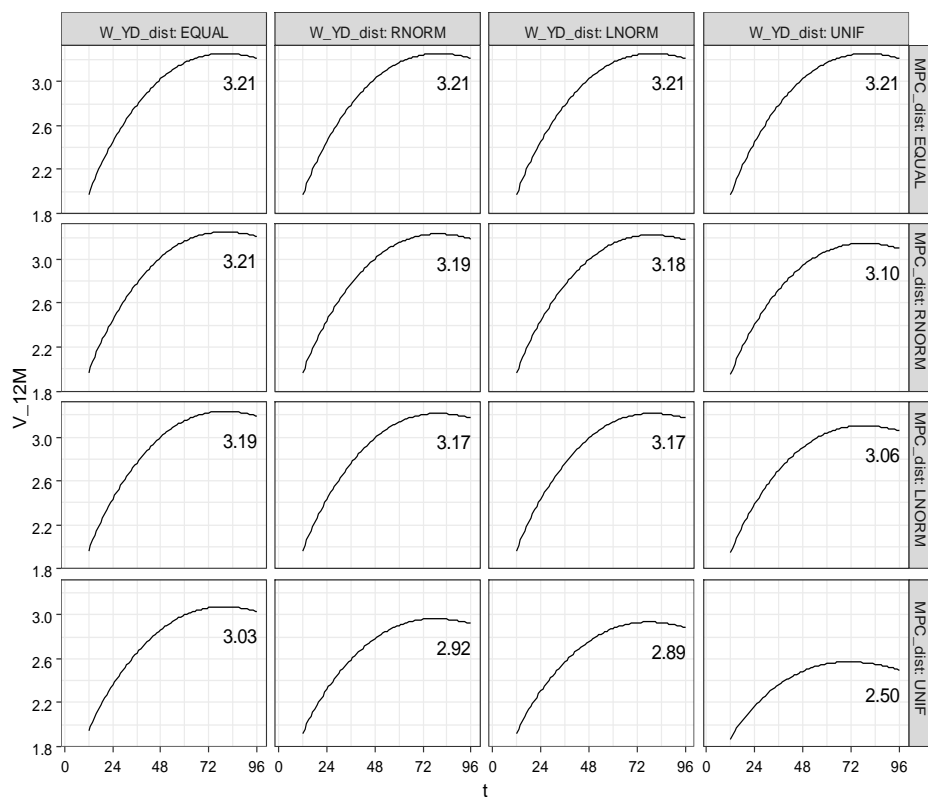 W_YD_dist: EQUAL W_YD_dist: RNORM W_YD_dist: LNORM W_YD_dist: UNIF
3.0 3.21 3.21 3.21 3.21 MPC_dist: EQUAL
2.6
2.2
1.8
3.0 3.21 3.19 3.18 3.10 MPC_dist: RNORM
2.6
2.2
1.8
3.0 3.19 3.17 3.17 3.06 MPC_dist: LNORM
2.6
2.2
1.8
3.0 3.03 2.92 2.89 2.50 MPC_dist: UNIF
2.6
2.2
1.8
V_12M
0 24 48 72 96 0 24 48 72 96 0 24 48 72 96 0 24 48 72 96
t